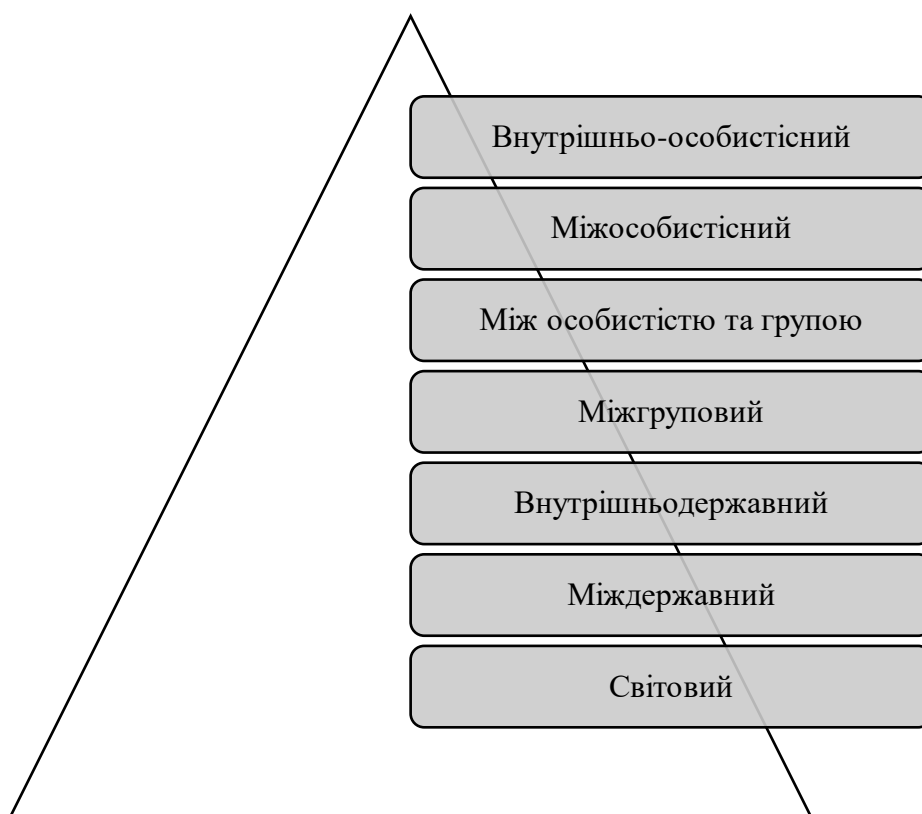 Внутрішньо-особистісний
Міжособистісний
Між особистістю та групою
Міжгруповий
Внутрішньодержавний
Міждержавний
Світовий